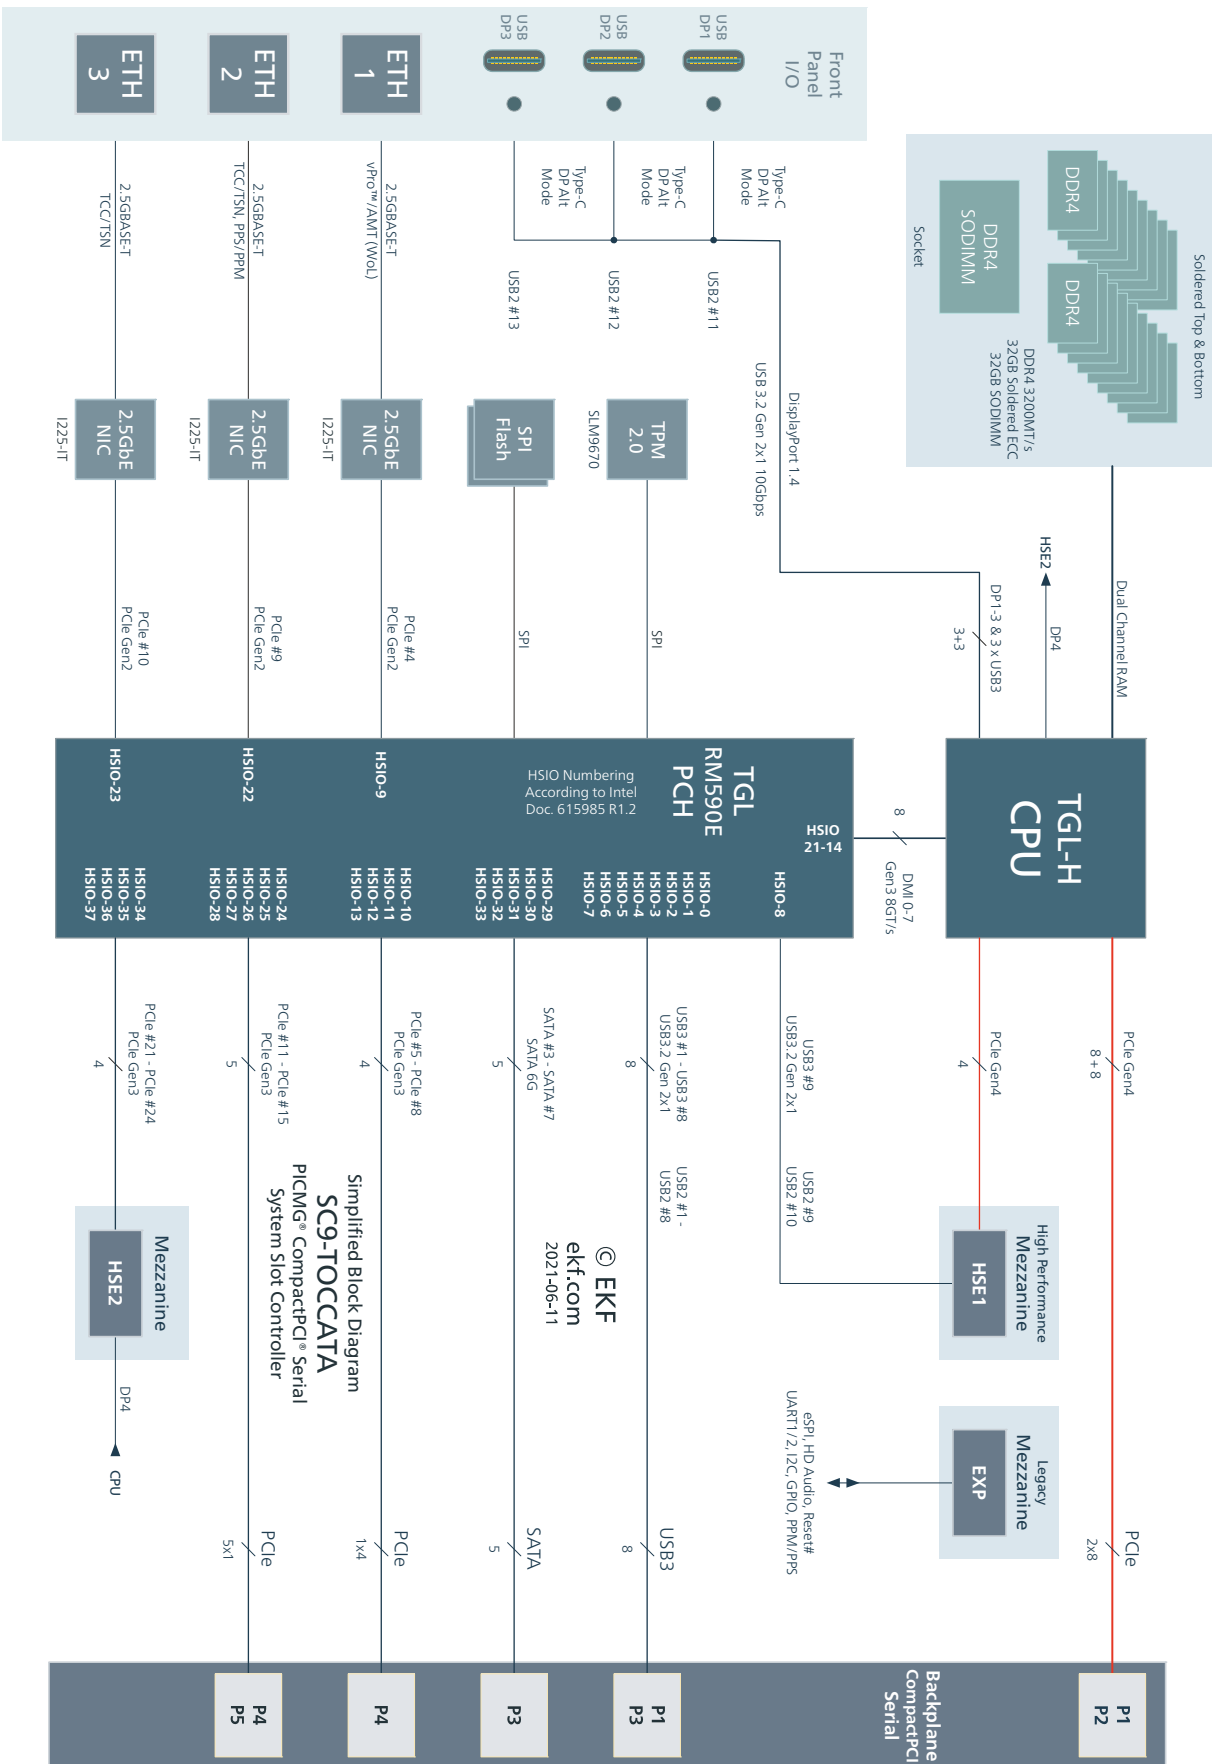 Front
Panel
I/O
USB
DP1
USB
DP2
USB
DP3
ETH
1
ETH
2
ETH
3
Type-C
DP Alt
Mode
Type-C
DP Alt
Mode
Type-C
DP Alt
Mode
2.5GBASE-T
vPro™/AMT (WoL)
2.5GBASE-T
TCC/TSN, PPS/PPM
2.5GBASE-T
TCC/TSN
USB2 #11
USB2 #12
USB2 #13
Soldered Top & Bottom
DDR4
DDR4
DDR4
SODIMM
Socket
DDR4 3200MT/s
32GB Soldered ECC
32GB SODIMM
DisplayPort 1.4
USB 3.2 Gen 2x1 10Gbps
TPM
2.0
SLM9670
SPI
Flash
2.5GbE
NIC
I225-IT
2.5GbE
NIC
I225-IT
2.5GbE
NIC
I225-IT
Dual Channel RAM
HSE2
DP4
DP1-3 & 3 x USB3
3+3
SPI
SPI
PCIe #4
PCIe Gen2
PCIe #9
PCIe Gen2
PCIe #10
PCIe Gen2
TGL-H
CPU
8
DMI 0-7
Gen3 8GT/s
TGL
RM590E
PCH
HSIO Numbering
According to Intel
Doc. 615985 R1.2
HSIO
21-14
HSIO-9
HSIO-22
HSIO-23
HSIO-8
HSIO-0
HSIO-1
HSIO-2
HSIO-3
HSIO-4
HSIO-5
HSIO-6
HSIO-7
HSIO-29
HSIO-30
HSIO-31
HSIO-32
HSIO-33
HSIO-10
HSIO-11
HSIO-12
HSIO-13
HSIO-24
HSIO-25
HSIO-26
HSIO-27
HSIO-28
HSIO-34
HSIO-35
HSIO-36
HSIO-37
PCIe Gen4
8 + 8
PCIe Gen4
4
USB3 #9
USB3.2 Gen 2x1
USB3 #1 - USB3 #8
USB3.2 Gen 2x1
8
SATA #3 - SATA #7
SATA 6G
5
PCIe #5 - PCIe #8
PCIe Gen3
4
PCIe #11 - PCIe #15
PCIe Gen3
5
PCIe #21 - PCIe #24
PCIe Gen3
4
USB2 #9
USB2 #10
USB2 #1 -
USB2 #8
High Performance
Mezzanine
HSE1
Legacy
Mezzanine
EXP
eSPI, HD Audio, Reset#
UART1/2, I2C, GPIO, PPM/PPS
© EKF
ekf.com
2021-06-11
Simplified Block Diagram
SC9-TOCCATA
PICMG® CompactPCI® Serial
System Slot Controller
Mezzanine
HSE2
DP4
CPU
PCIe
2x8
USB3
8
SATA
5
PCIe
1x4
PCIe
5x1
Backplane
CompactPCI
Serial
P1
P2
P1
P3
P3
P4
P4
P5